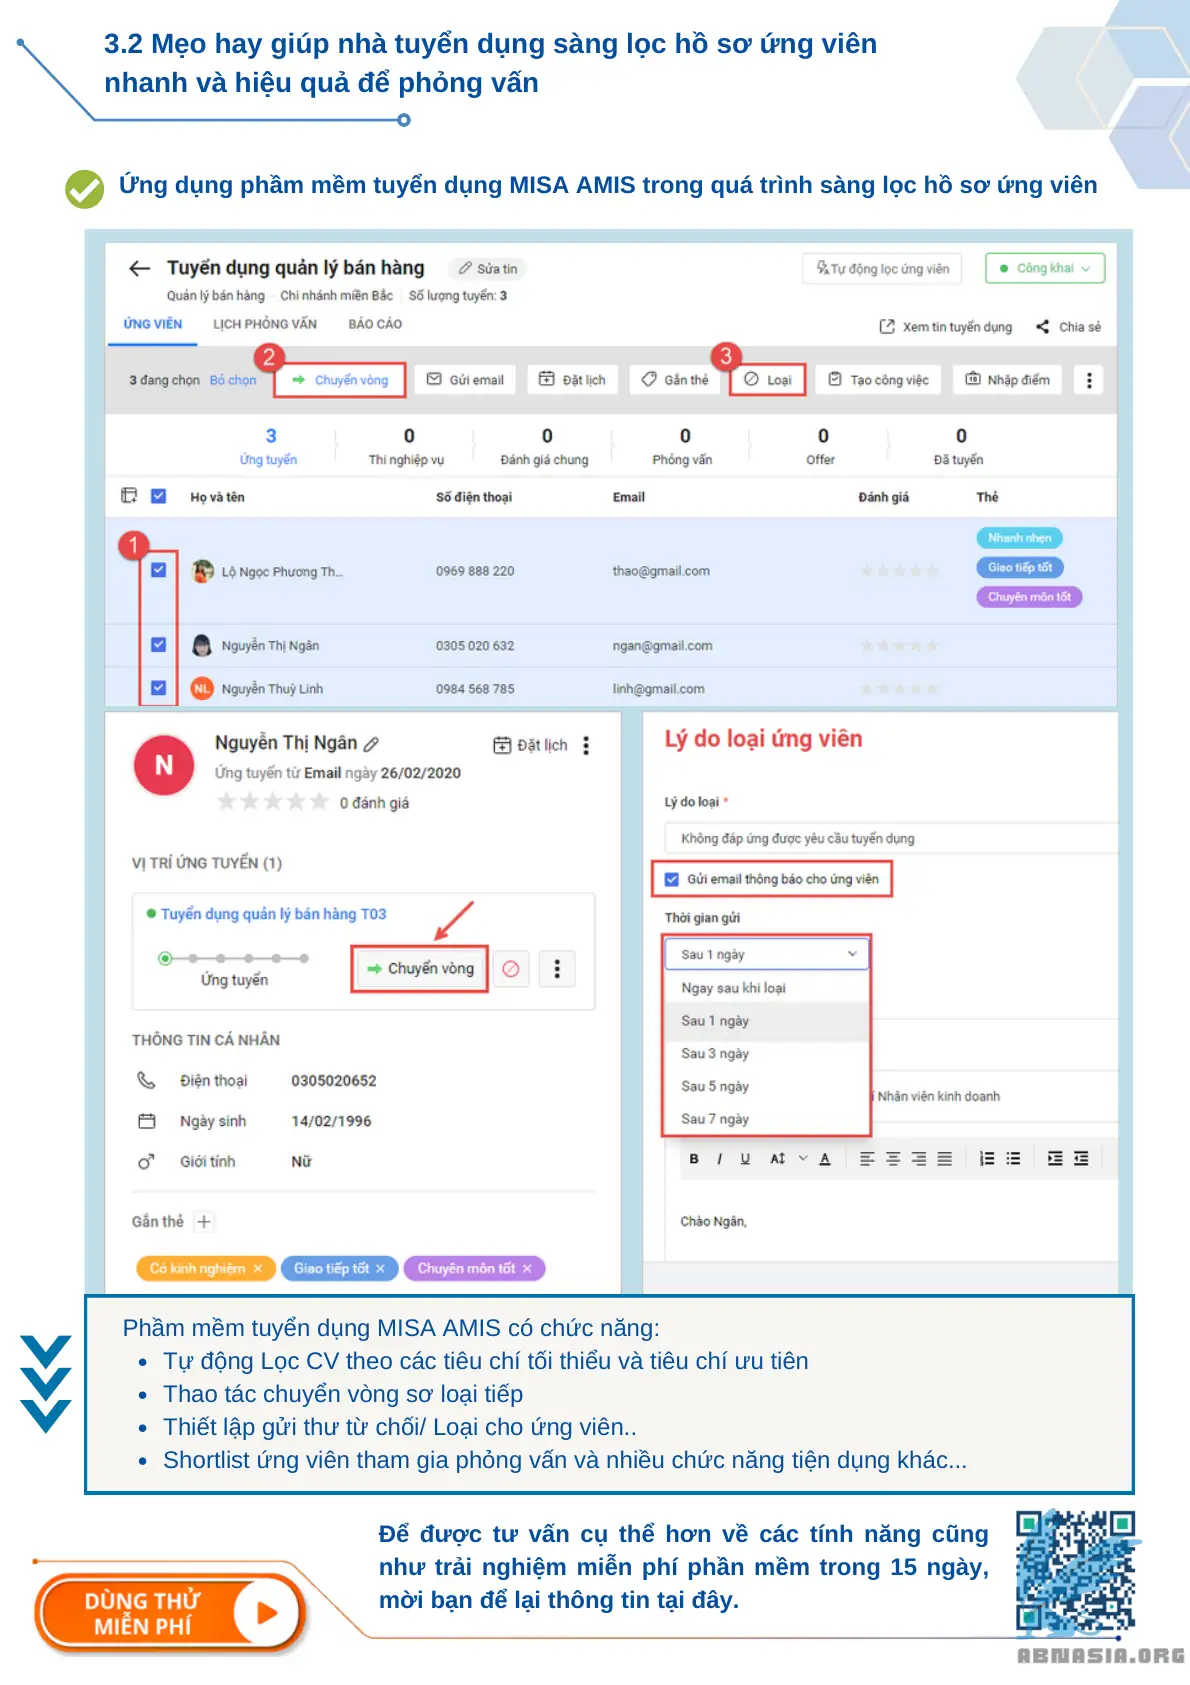 3.2 Mẹo hay giúp nhà tuyển dụng sàng lọc hồ sơ ứng viên
nhanh và hiệu quả để phỏng vấn
Ứng dụng phầm mềm tuyển dụng MISA AMIS trong quá trình sàng lọc hồ sơ ứng viên
Tuyển dụng quản lý bán hàng
Sửa tin
Tự động lọc ứng viên
Công khai
Quản lý bán hàng
Chi nhánh miền Bắc
Số lượng tuyển: 3
ỨNG VIÊN
LỊCH PHỎNG VẤN
BÁO CÁO
Xem tin tuyển dụng
Chia sẻ
2
3
3 đang chọn
Bỏ chọn
Chuyển vòng
Gửi email
Đặt lịch
Gắn thẻ
Loại
Tạo công việc
Nhập điểm
3 0 0 0 0 0
Ứng tuyển
Thi nghiệp vụ
Đánh giá chung
Phỏng vấn
Offer
Đã tuyển
Họ và tên
Số điện thoại
Email
Đánh giá
Thẻ
1
Lộ Ngọc Phương Th...
0969 888 220
thao@gmail.com
Nhanh nhẹn
Giao tiếp tốt
Chuyên môn tốt
Nguyễn Thị Ngân
0305 020 632
ngan@gmail.com
NL
Nguyễn Thuỳ Linh
0984 568 785
linh@gmail.com
N
Nguyễn Thị Ngân
Đặt lịch
Ứng tuyển từ Email ngày 26/02/2020
0 đánh giá
VỊ TRÍ ỨNG TUYỂN (1)
Tuyển dụng quản lý bán hàng T03
Ứng tuyển
Chuyển vòng
THÔNG TIN CÁ NHÂN
Điện thoại
0305020652
Ngày sinh
14/02/1996
Giới tính
Nữ
Gắn thẻ
Có kinh nghiệm ×
Giao tiếp tốt ×
Chuyên môn tốt ×
Lý do loại ứng viên
Lý do loại *
Không đáp ứng được yêu cầu tuyển dụng
Gửi email thông báo cho ứng viên
Thời gian gửi
Sau 1 ngày
Ngay sau khi loại
Sau 1 ngày
Sau 3 ngày
Sau 5 ngày
Sau 7 ngày
Nhân viên kinh doanh
B I U A A
Chào Ngân,
Phầm mềm tuyển dụng MISA AMIS có chức năng:
• Tự động Lọc CV theo các tiêu chí tối thiểu và tiêu chí ưu tiên
• Thao tác chuyển vòng sơ loại tiếp
• Thiết lập gửi thư từ chối/ Loại cho ứng viên..
• Shortlist ứng viên tham gia phỏng vấn và nhiều chức năng tiện dụng khác...
Để được tư vấn cụ thể hơn về các tính năng cũng
như trải nghiệm miễn phí phần mềm trong 15 ngày,
mời bạn để lại thông tin tại đây.
DÙNG THỬ
MIỄN PHÍ
ABNASIA.ORG